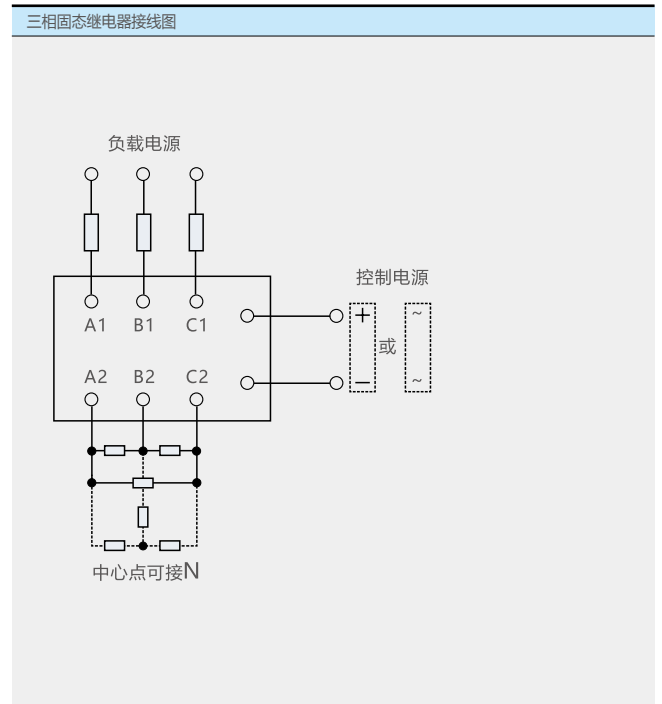 三相固态继电器接线图
负载电源
控制电源
A1 B1 C1
+ ~
或
A2 B2 C2
— ~
中心点可接N